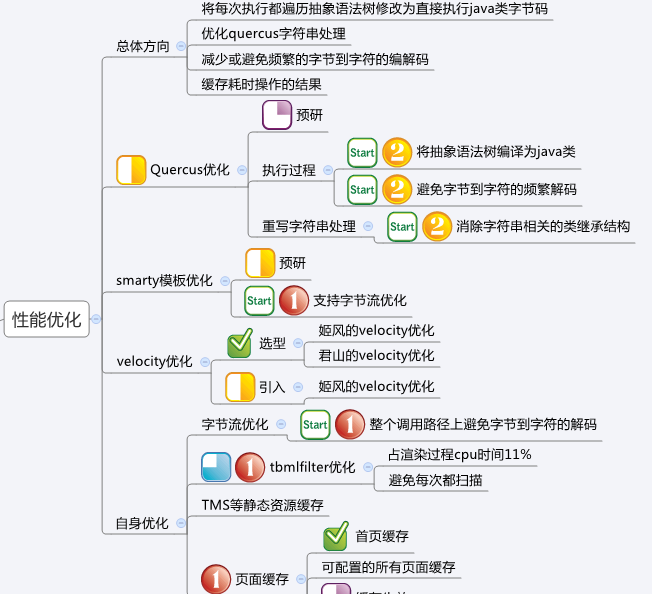 将每次执行都遍历抽象语法树修改为直接执行java类字节码
总体方向
优化quercus字符串处理
减少或避免频繁的字节到字符的编解码
缓存耗时操作的结果
预研
Quercus优化
执行过程
Start 2 将抽象语法树编译为java类
Start 2 避免字节到字符的频繁解码
重写字符串处理
Start 2 消除字符串相关的类继承结构
预研
smarty模板优化
Start 1 支持字节流优化
性能优化
选型
姬风的velocity优化
君山的velocity优化
velocity优化
引入
姬风的velocity优化
字节流优化
Start 1 整个调用路径上避免字节到字符的解码
1 tbmlfilter优化
占渲染过程cpu时间11%
避免每次都扫描
TMS等静态资源缓存
自身优化
首页缓存
可配置的所有页面缓存
1 页面缓存